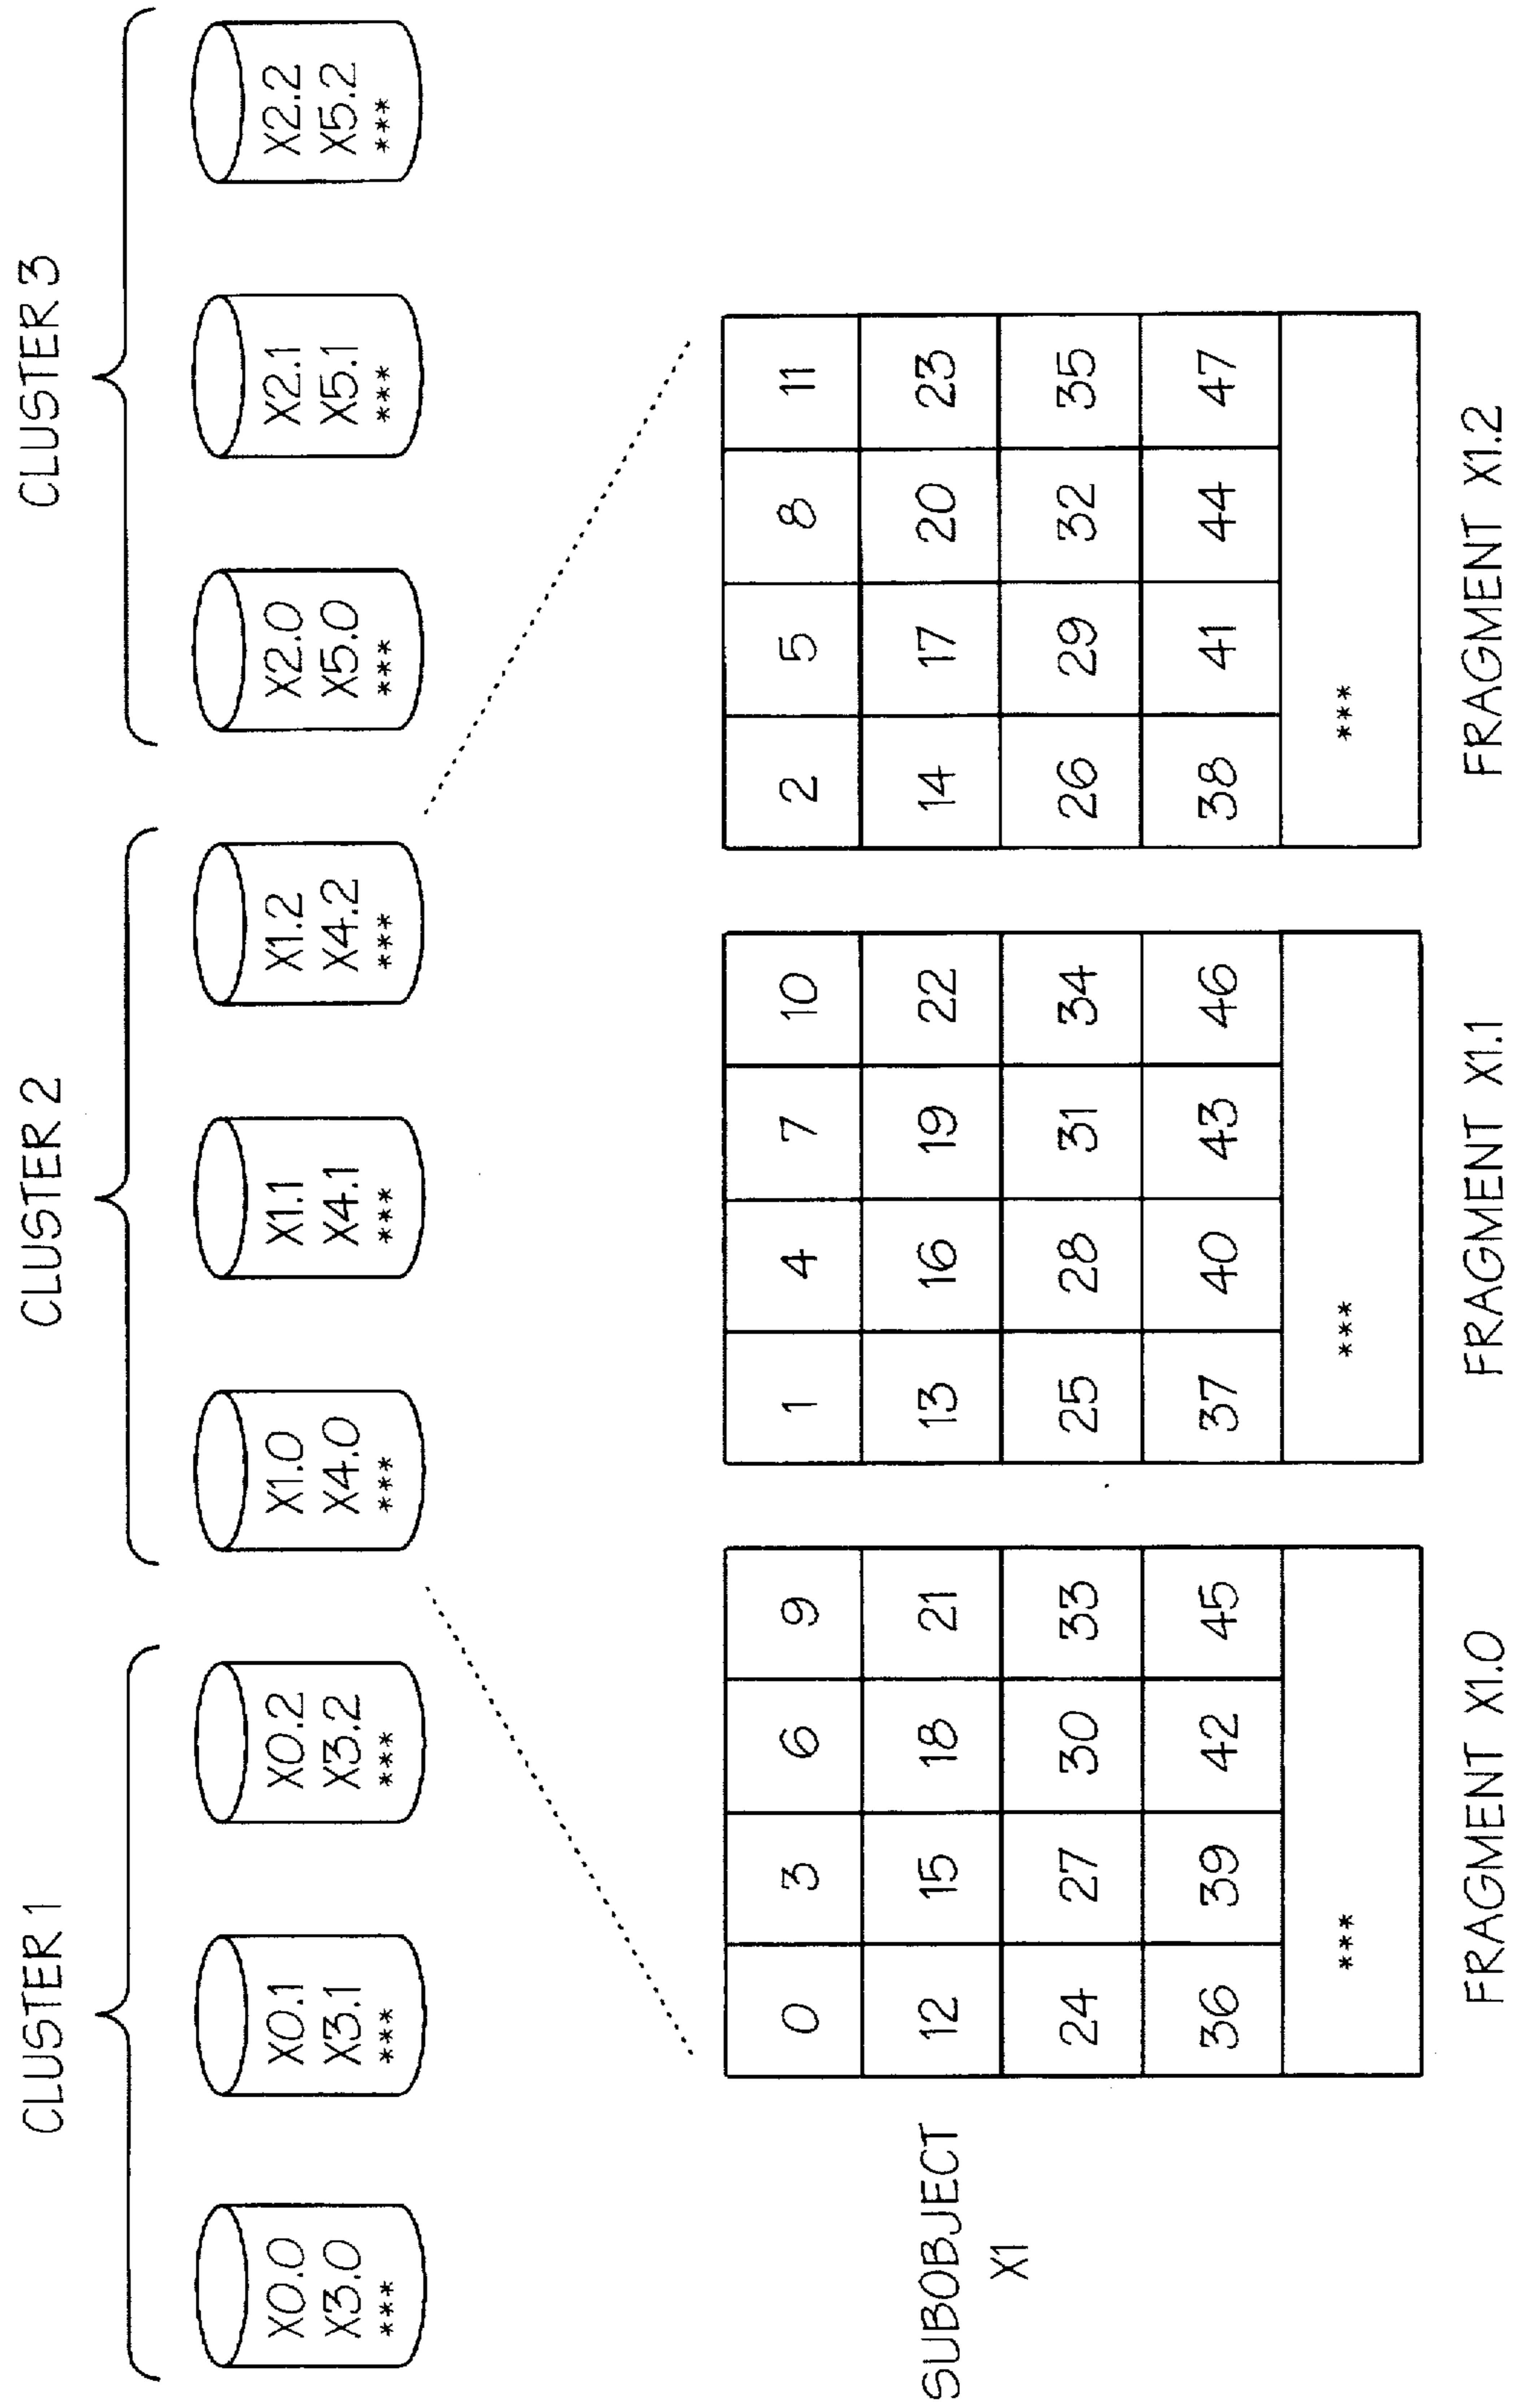 CLUSTER 1
CLUSTER 2
CLUSTER 3
X0.0
X3.0
***
X0.1
X3.1
***
X0.2
X3.2
***
X1.0
X4.0
***
X1.1
X4.1
***
X1.2
X4.2
***
X2.0
X5.0
***
X2.1
X5.1
***
X2.2
X5.2
***
SUBOBJECT
X1
0 3 6 9
12 15 18 21
24 27 30 33
36 39 42 45
***
FRAGMENT X1.0
1 4 7 10
13 16 19 22
25 28 31 34
37 40 43 46
***
FRAGMENT X1.1
2 5 8 11
14 17 20 23
26 29 32 35
38 41 44 47
***
FRAGMENT X1.2